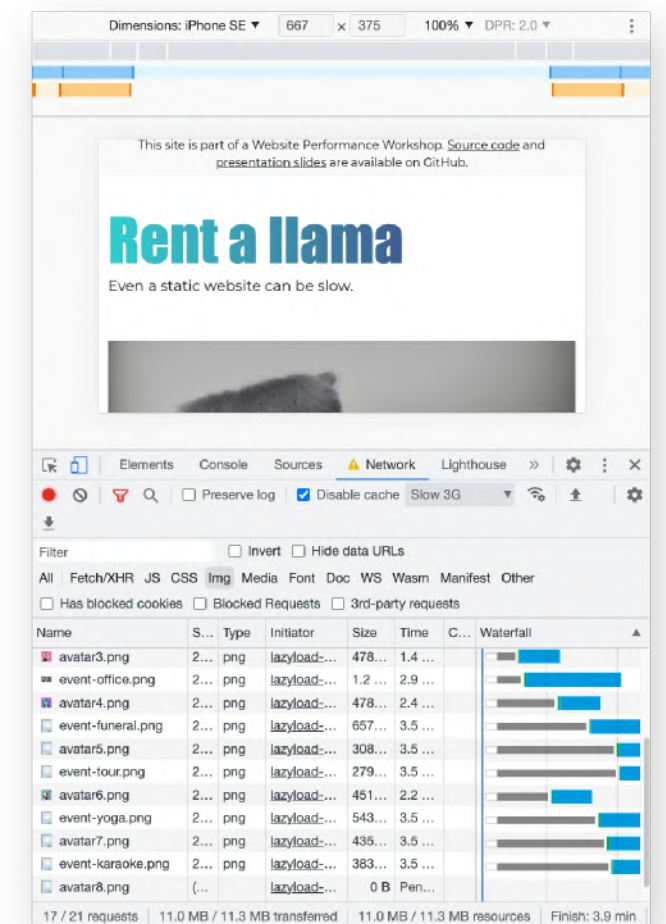 Dimensions: iPhone SE ▼ 667 x 375 100% ▼ DPR: 2.0 ▼
This site is part of a Website Performance Workshop. Source code and
presentation slides are available on GitHub.
Rent a llama
Even a static website can be slow.
Elements Console Sources Network Lighthouse »
Preserve log Disable cache Slow 3G ▼
Filter Invert Hide data URLs
All Fetch/XHR JS CSS Img Media Font Doc WS Wasm Manifest Other
Has blocked cookies Blocked Requests 3rd-party requests
Name S... Type Initiator Size Time C... Waterfall ▲
avatar3.png 2... png lazyload-... 478... 1.4 ...
event-office.png 2... png lazyload-... 1.2 ... 2.9 ...
avatar4.png 2... png lazyload-... 478... 2.4 ...
event-funeral.png 2... png lazyload-... 657... 3.5 ...
avatar5.png 2... png lazyload-... 308... 3.5 ...
event-tour.png 2... png lazyload-... 279... 3.5 ...
avatar6.png 2... png lazyload-... 451... 2.2 ...
event-yoga.png 2... png lazyload-... 543... 3.5 ...
avatar7.png 2... png lazyload-... 435... 3.5 ...
event-karaoke.png 2... png lazyload-... 383... 3.5 ...
avatar8.png (... lazyload-... 0 B Pen...
17 / 21 requests 11.0 MB / 11.3 MB transferred 11.0 MB / 11.3 MB resources Finish: 3.9 min